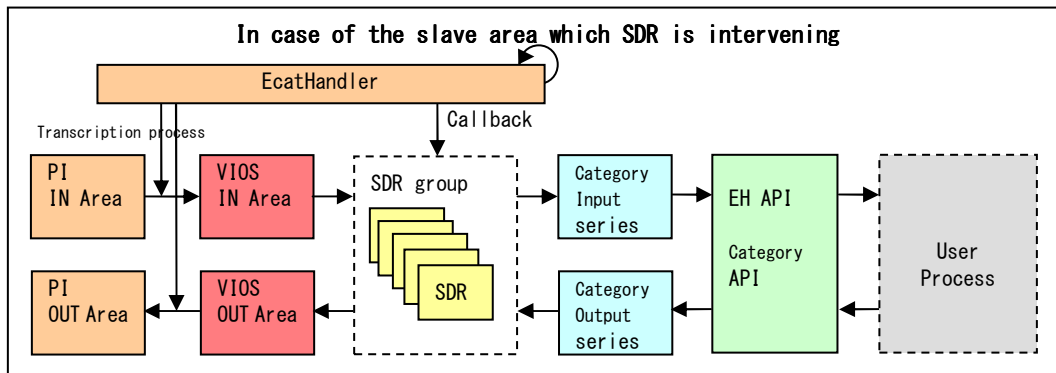 In case of the slave area which SDR is intervening
EcatHandler
Callback
Transcription process
PI
IN Area
VIOS
IN Area
SDR group
SDR
Category
Input
series
EH API
Category
API
User
Process
PI
OUT Area
VIOS
OUT Area
Category
Output
series